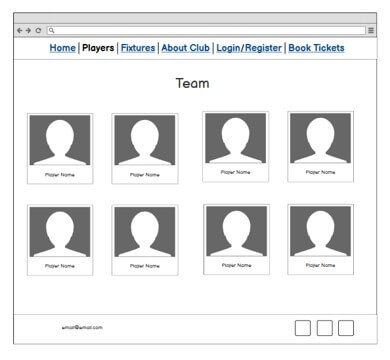 Home | Players | Fixtures | About Club | Login/Register | Book Tickets
Team
Player Name Player Name Player Name Player Name
Player Name Player Name Player Name Player Name
email@email.com